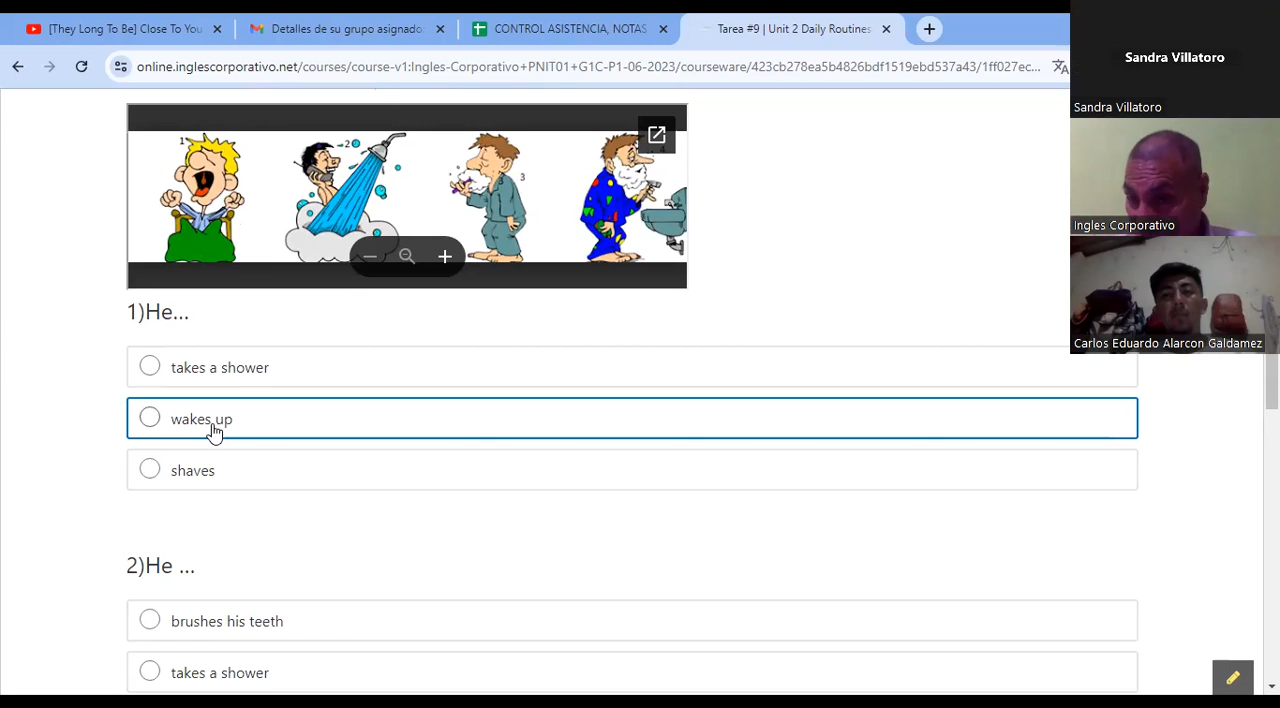 [They Long To Be] Close To You
Detalles de su grupo asignado
CONTROL ASISTENCIA, NOTAS
Tarea #9 | Unit 2 Daily Routines
online.inglescorporativo.net/courses/course-v1:Ingles-Corporativo+PNIT01+G1C-P1-06-2023/courseware/423cb278ea5b4826bdf1519ebd537a43/1ff027ec...
Sandra Villatoro
Sandra Villatoro
Ingles Corporativo
Carlos Eduardo Alarcon Galdamez
1
2
3
1)He...
takes a shower
wakes up
shaves
2)He ...
brushes his teeth
takes a shower